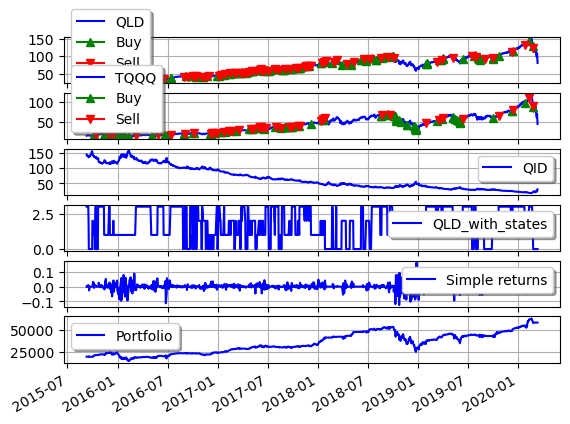 QLD
Buy
Sell
150
100
50
TQQQ
Buy
Sell
100
50
150
100
50
QID
2.5
0.0
QLD_with_states
0.1
0.0
−0.1
Simple returns
50000
25000
Portfolio
2015-07
2016-01
2016-07
2017-01
2017-07
2018-01
2018-07
2019-01
2019-07
2020-01